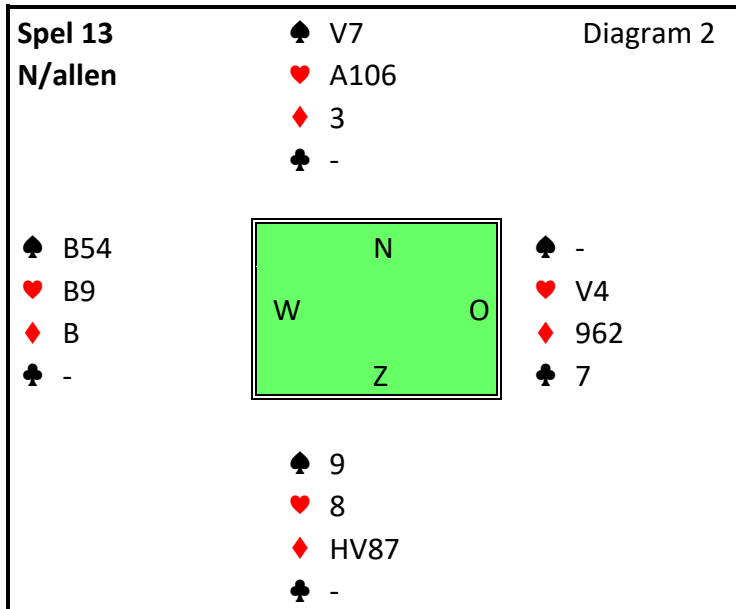 Spel 13 ♠ V7 Diagram 2
N/allen ♥ A106
♦ 3
♣ -
♠ B54 N ♠ -
♥ B9 ♥ V4
W O
♦ B ♦ 962
♣ - Z ♣ 7
♠ 9
♥ 8
♦ HV87
♣ -